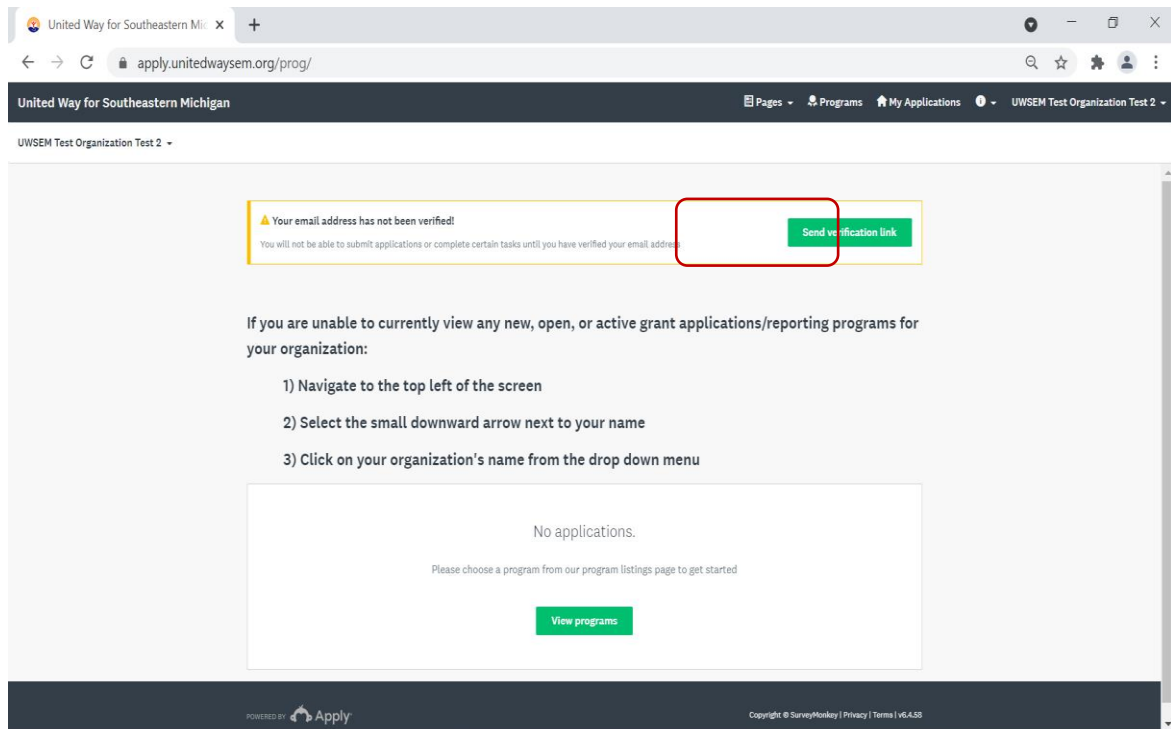 United Way for Southeastern Mic
apply.unitedwaysem.org/prog/
United Way for Southeastern Michigan Pages Programs My Applications UWSEM Test Organization Test 2
UWSEM Test Organization Test 2
Your email address has not been verified!
You will not be able to submit applications or complete certain tasks until you have verified your email address
Send verification link
If you are unable to currently view any new, open, or active grant applications/reporting programs for
your organization:
1) Navigate to the top left of the screen
2) Select the small downward arrow next to your name
3) Click on your organization's name from the drop down menu
No applications.
Please choose a program from our program listings page to get started
View programs
POWERED BY Apply
Copyright © SurveyMonkey | Privacy | Terms | v6.4.58